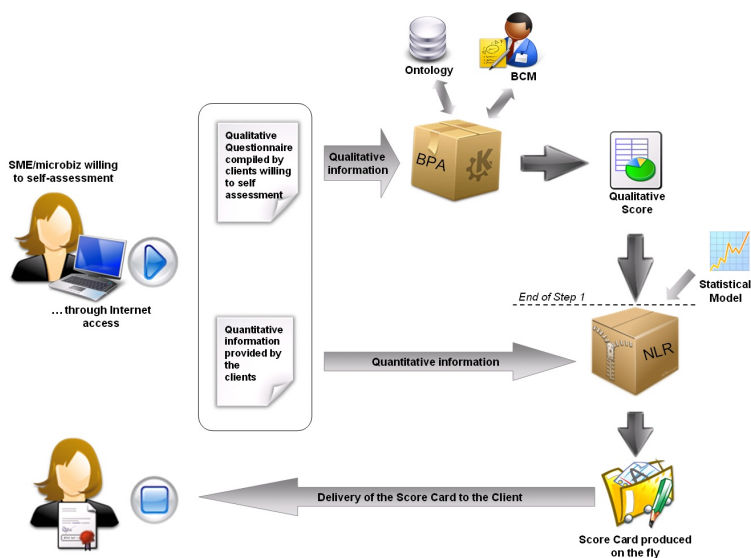 Ontology
BCM
Qualitative
Questionnaire
compiled by
clients willing
to self
assessment
Qualitative
information
BPA
Qualitative
Score
SME/microbiz willing
to self-assessment
...through Internet
access
End of Step 1
Statistical
Model
Quantitative
information
provided by
the
clients
Quantitative information
NLR
Delivery of the Score Card to the Client
Score Card produced
on the fly